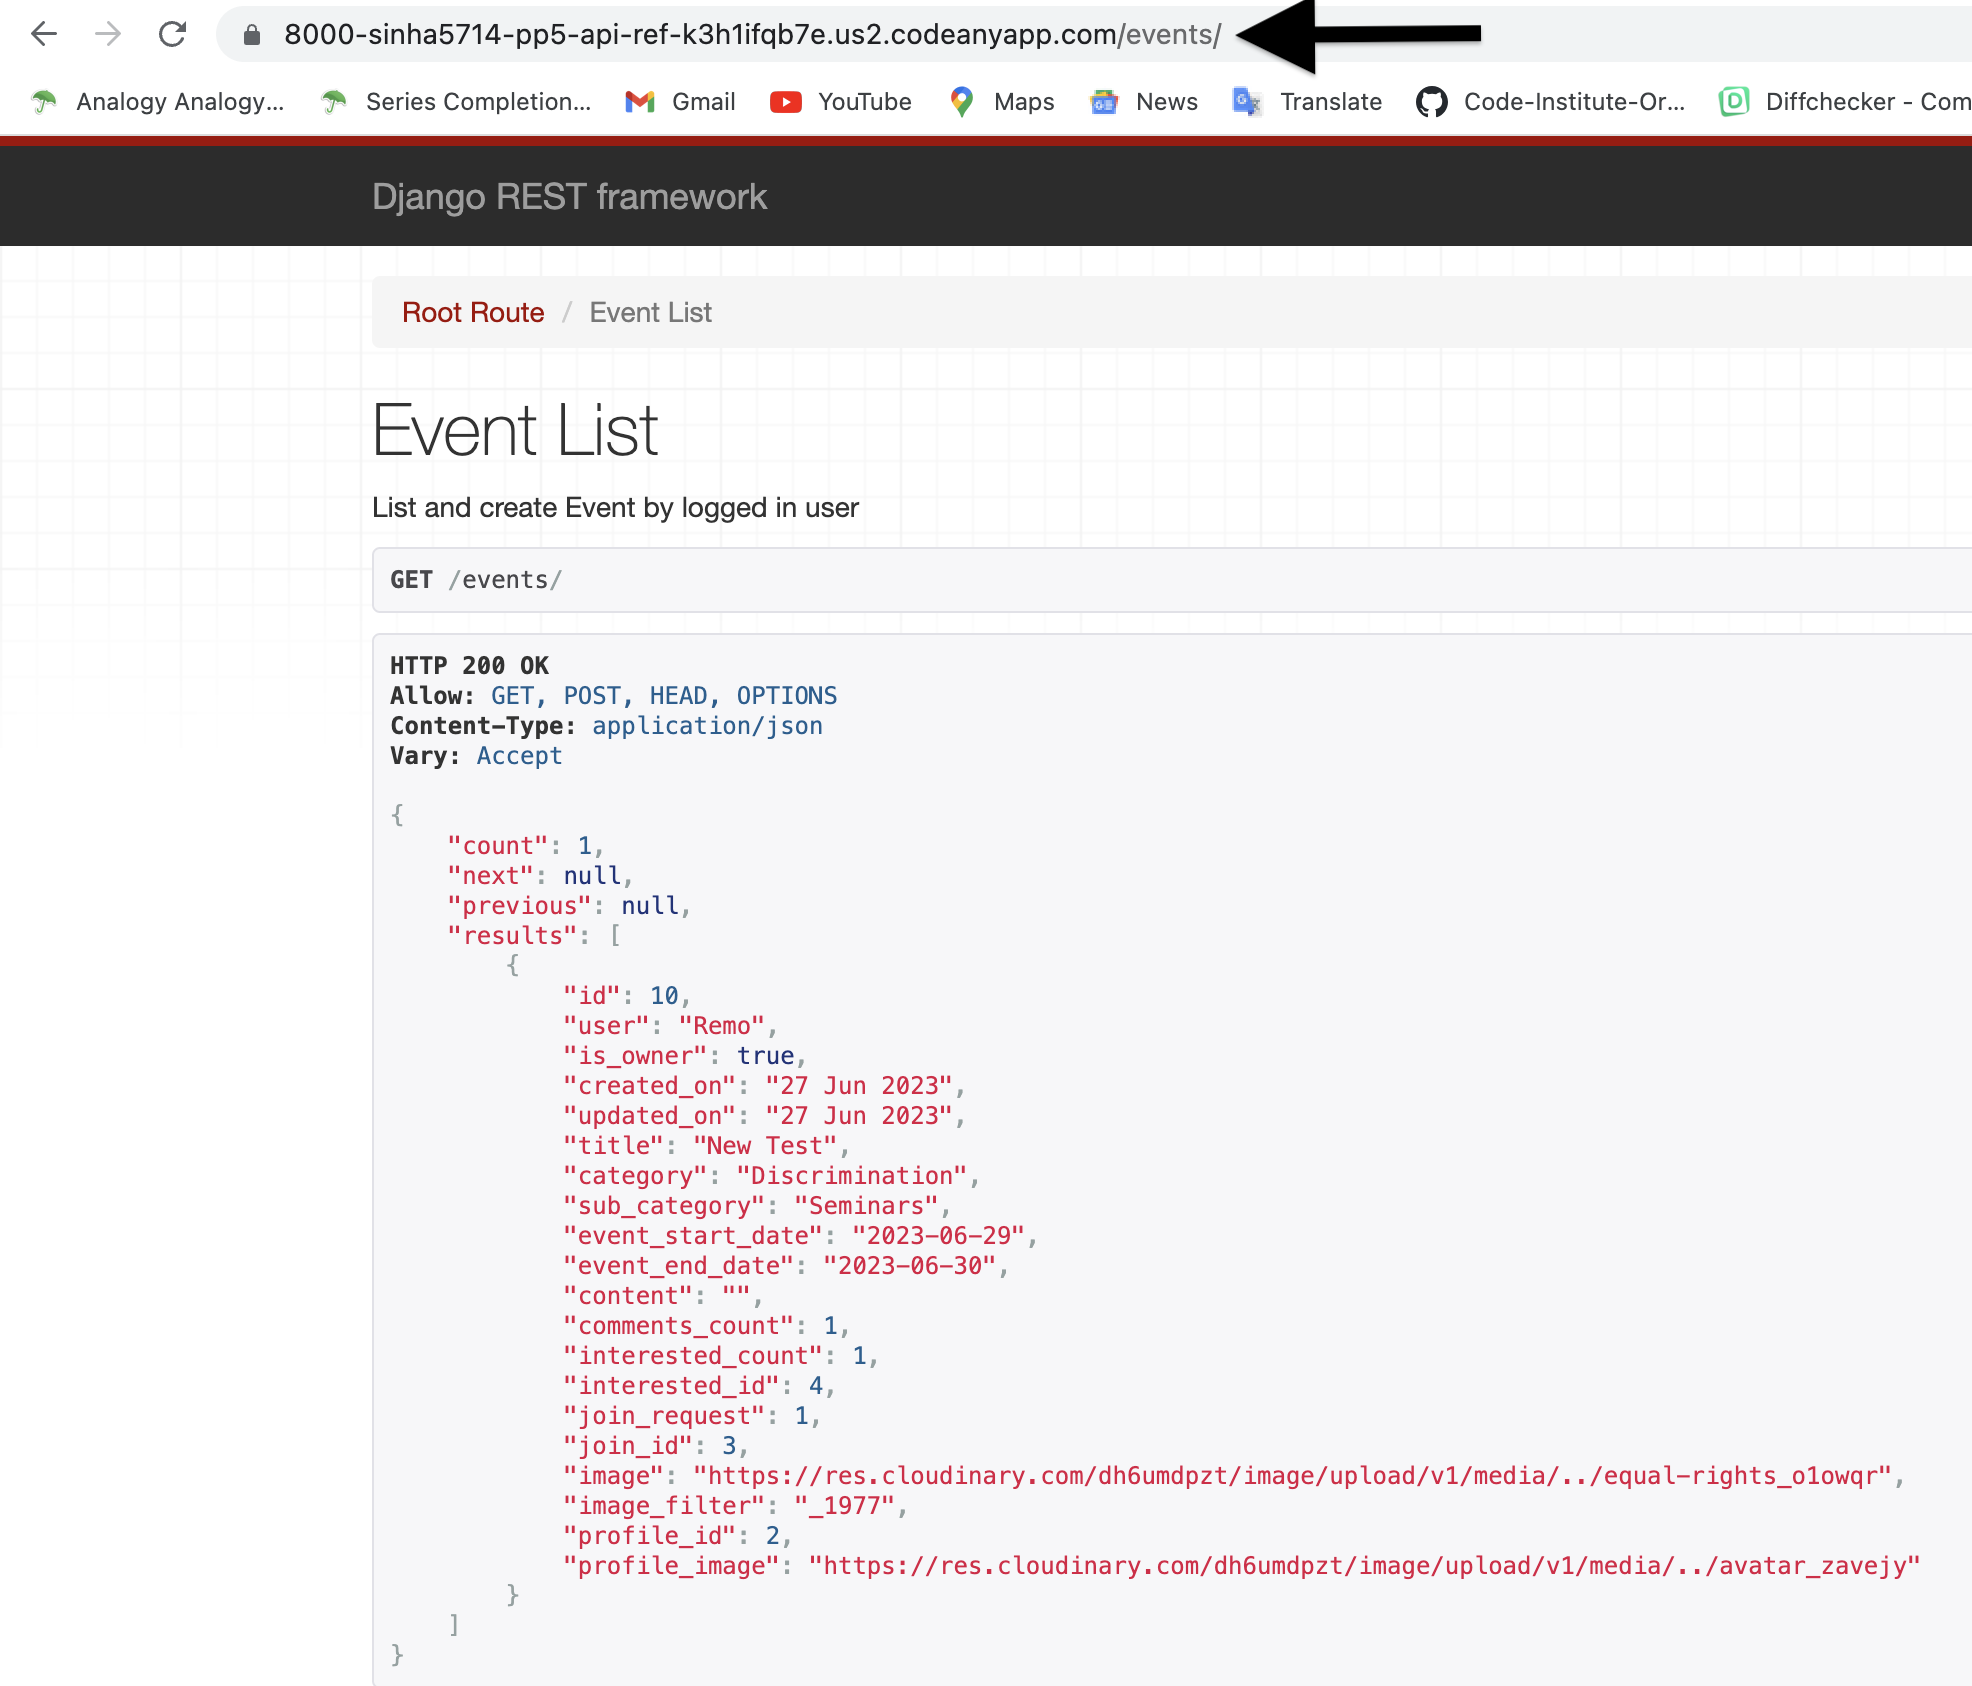 8000-sinha5714-pp5-api-ref-k3h1ifqb7e.us2.codeanyapp.com/events/
Analogy Analogy... Series Completion... Gmail YouTube Maps News Translate Code-Institute-Or... Diffchecker - Com
Django REST framework
Root Route / Event List
Event List
List and create Event by logged in user
GET /events/
HTTP 200 OK
Allow: GET, POST, HEAD, OPTIONS
Content-Type: application/json
Vary: Accept
{
    "count": 1,
    "next": null,
    "previous": null,
    "results": [
        {
            "id": 10,
            "user": "Remo",
            "is_owner": true,
            "created_on": "27 Jun 2023",
            "updated_on": "27 Jun 2023",
            "title": "New Test",
            "category": "Discrimination",
            "sub_category": "Seminars",
            "event_start_date": "2023-06-29",
            "event_end_date": "2023-06-30",
            "content": "",
            "comments_count": 1,
            "interested_count": 1,
            "interested_id": 4,
            "join_request": 1,
            "join_id": 3,
            "image": "https://res.cloudinary.com/dh6umdpzt/image/upload/v1/media/../equal-rights_o1owqr",
            "image_filter": "_1977",
            "profile_id": 2,
            "profile_image": "https://res.cloudinary.com/dh6umdpzt/image/upload/v1/media/../avatar_zavejy"
        }
    ]
}